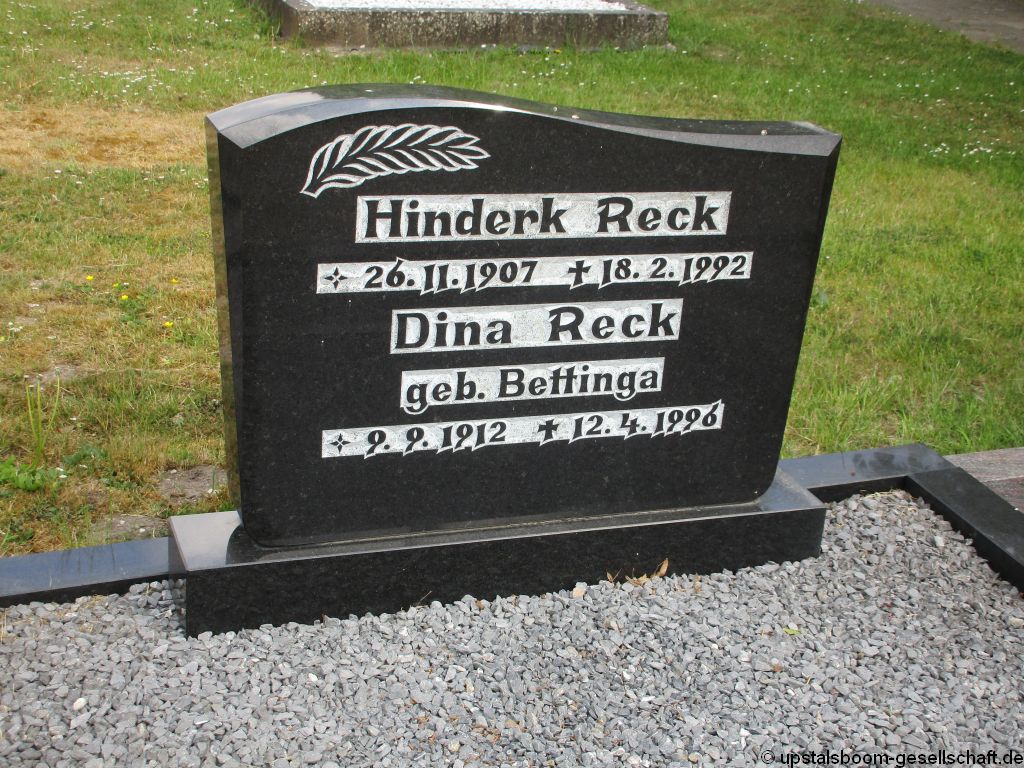 Hinderk Reck
✧ 26.11.1907 ✝ 18.2.1992
Dina Reck
geb. Bettinga
✧ 9.9.1912 ✝ 12.4.1996
© upstalsboom-gesellschaft.de